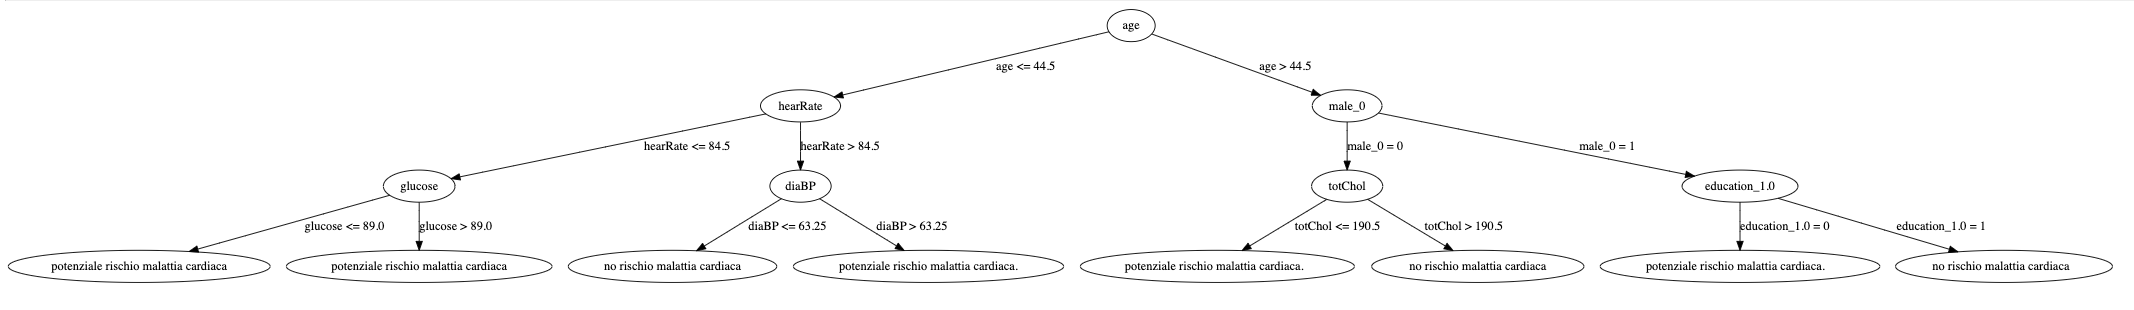 age
age <= 44.5
age > 44.5
hearRate
male_0
hearRate <= 84.5
hearRate > 84.5
male_0 = 0
male_0 = 1
glucose
diaBP
totChol
education_1.0
glucose <= 89.0
glucose > 89.0
diaBP <= 63.25
diaBP > 63.25
totChol <= 190.5
totChol > 190.5
education_1.0 = 0
education_1.0 = 1
potenziale rischio malattia cardiaca
potenziale rischio malattia cardiaca
no rischio malattia cardiaca
potenziale rischio malattia cardiaca.
potenziale rischio malattia cardiaca.
no rischio malattia cardiaca
potenziale rischio malattia cardiaca.
no rischio malattia cardiaca